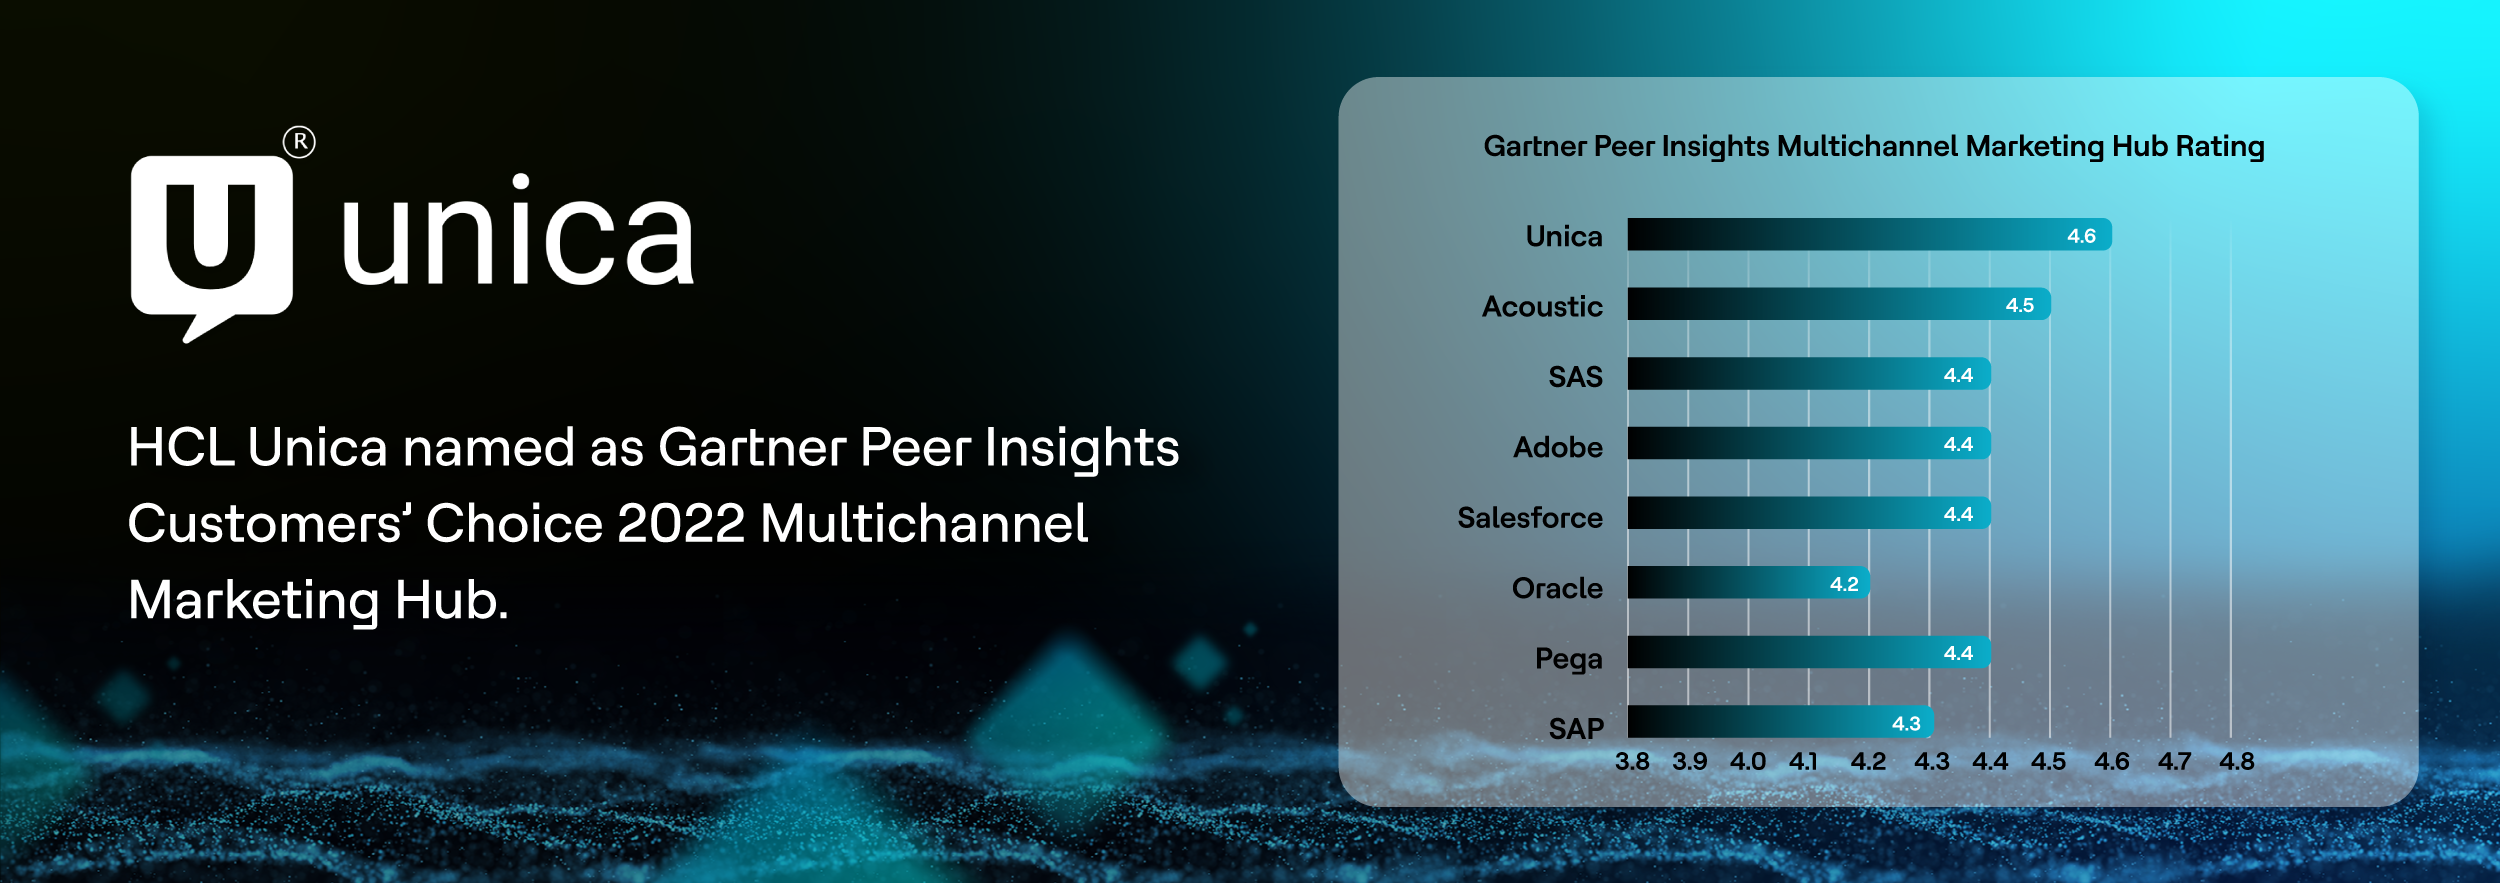 ®
U unica
HCL Unica named as Gartner Peer Insights
Customers’ Choice 2022 Multichannel
Marketing Hub.
Gartner Peer Insights Multichannel Marketing Hub Rating
Unica 4.6
Acoustic 4.5
SAS 4.4
Adobe 4.4
Salesforce 4.4
Oracle 4.2
Pega 4.4
SAP 4.3
3.8 3.9 4.0 4.1 4.2 4.3 4.4 4.5 4.6 4.7 4.8